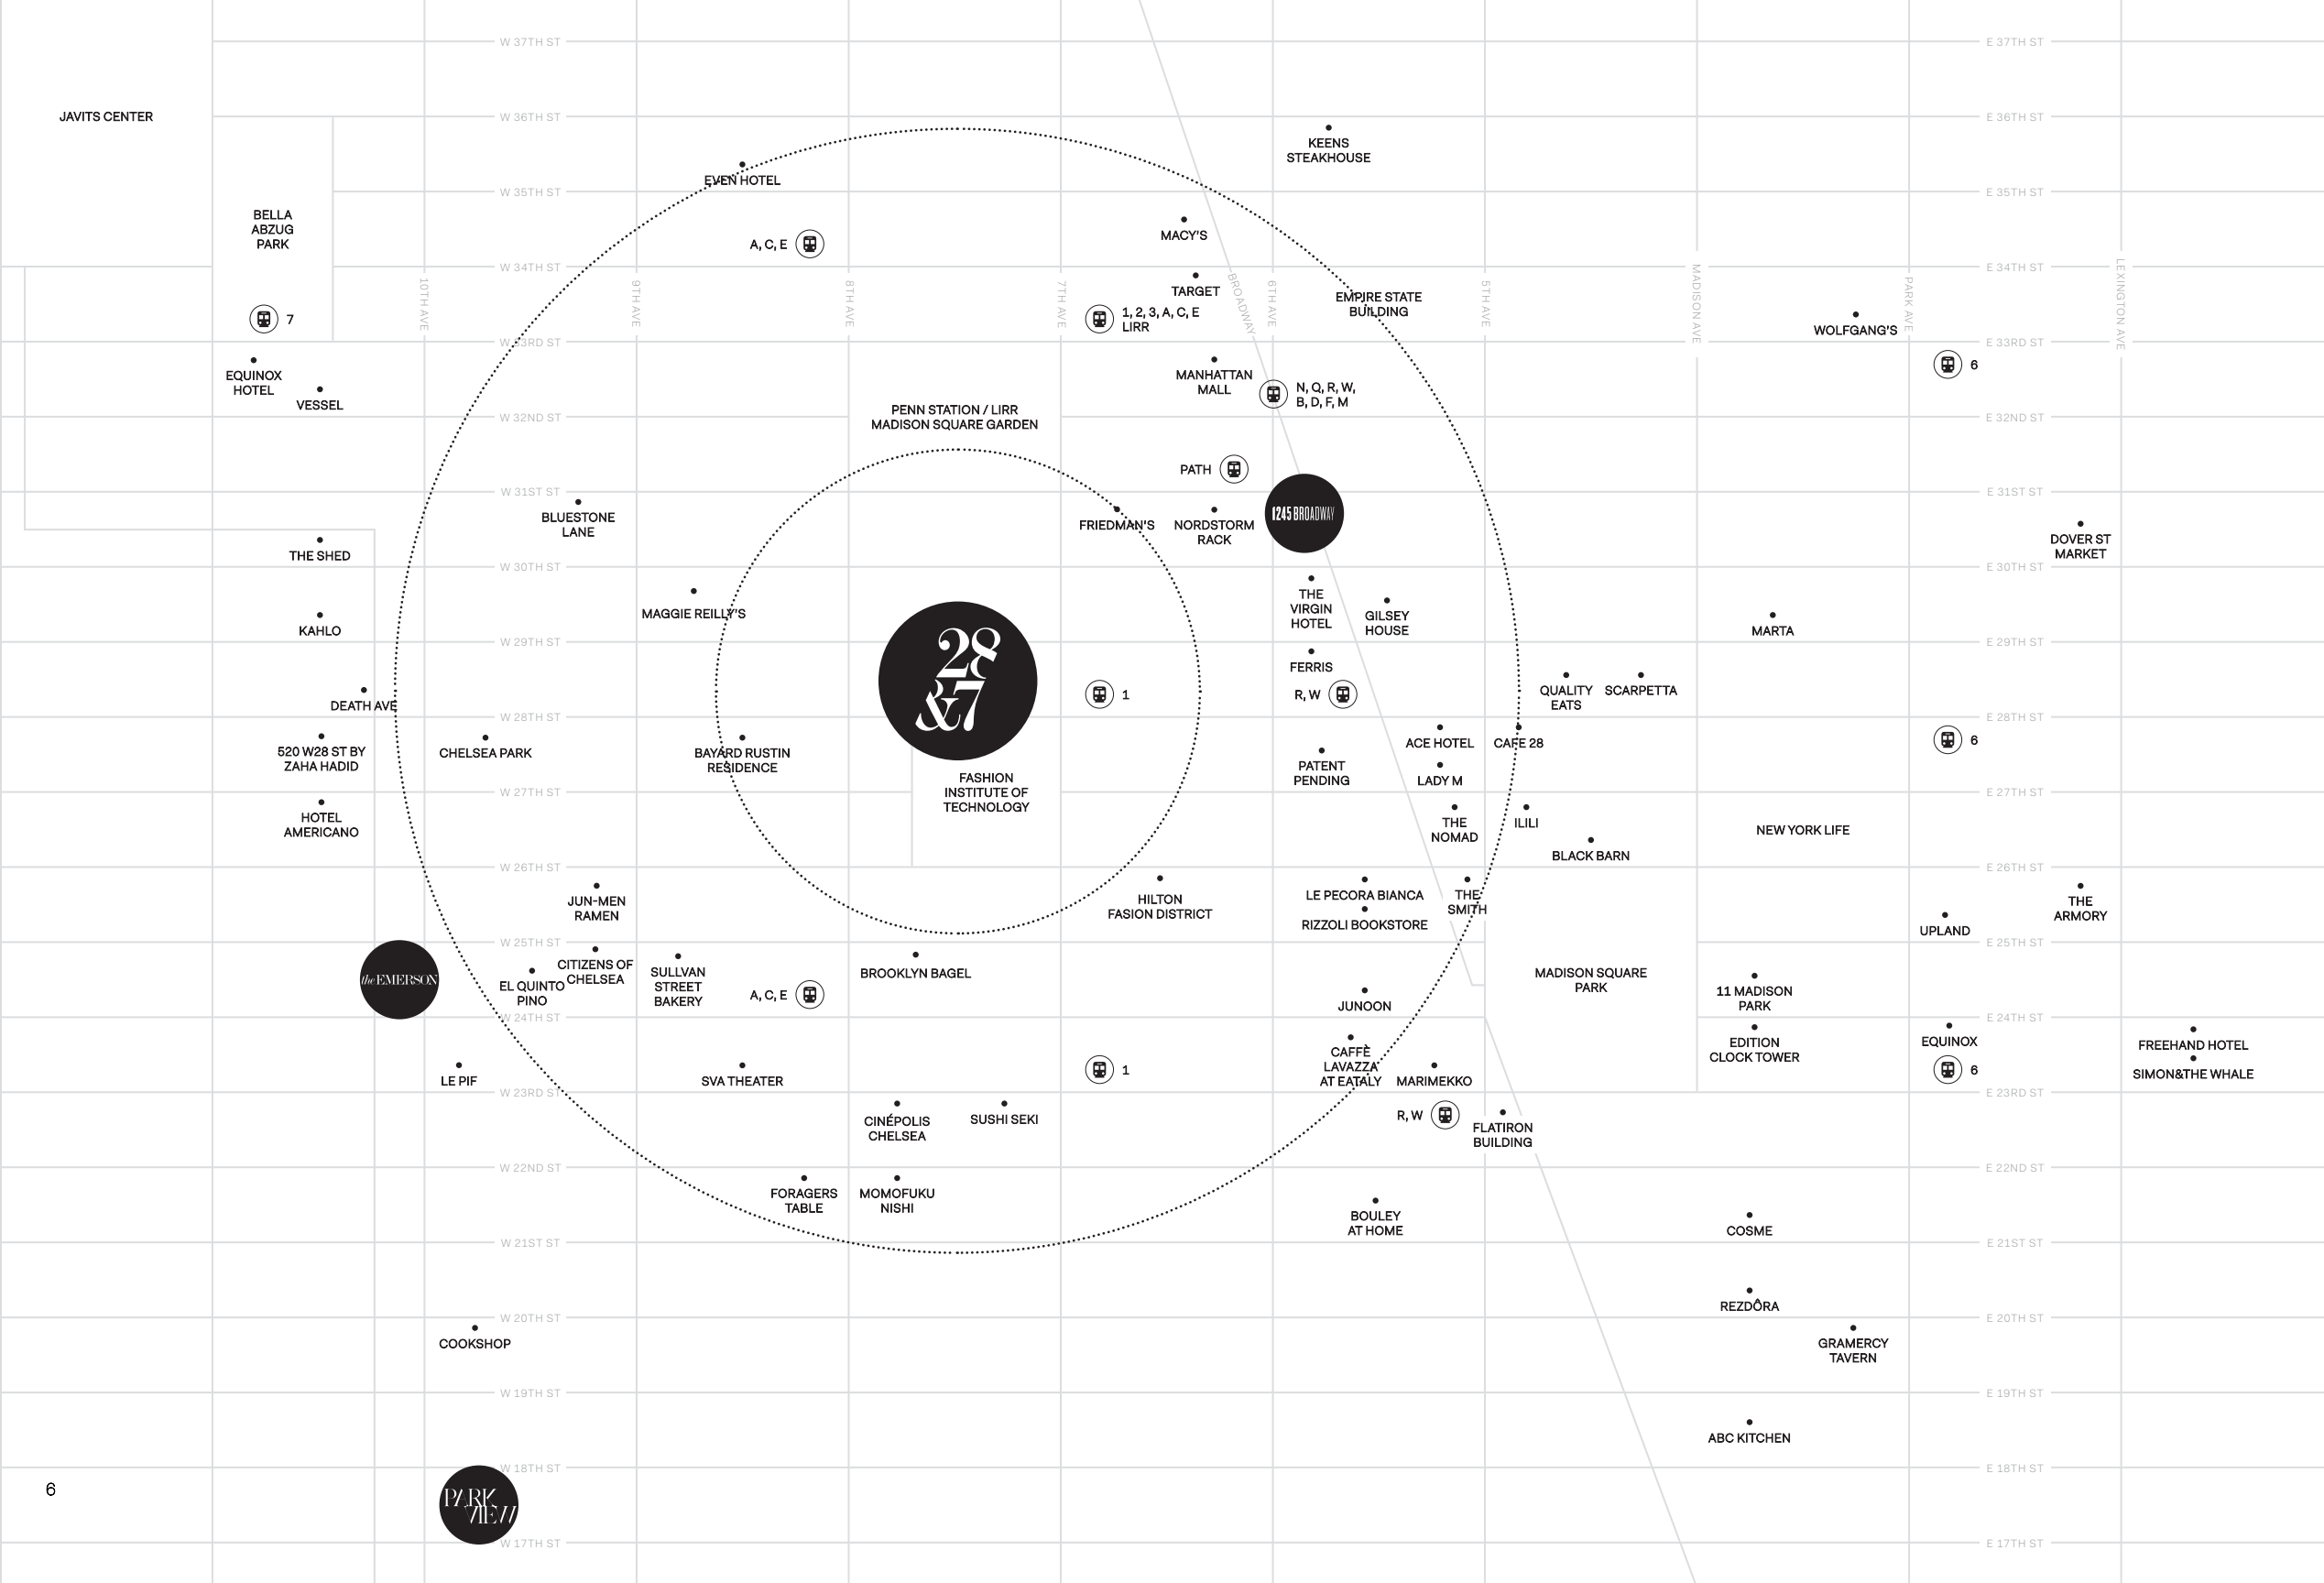 W 37TH ST
E 37TH ST
JAVITS CENTER
W 36TH ST
E 36TH ST
KEENS
STEAKHOUSE
EVEN HOTEL
W 35TH ST
E 35TH ST
BELLA
ABZUG
PARK
A, C, E
MACY'S
W 34TH ST
E 34TH ST
10TH AVE
9TH AVE
8TH AVE
7TH AVE
BROADWAY
6TH AVE
5TH AVE
MADISON AVE
PARK AVE
LEXINGTON AVE
TARGET
EMPIRE STATE
BUILDING
7
1, 2, 3, A, C, E
LIRR
WOLFGANG'S
W 33RD ST
E 33RD ST
EQUINOX
HOTEL
VESSEL
MANHATTAN
MALL
N, Q, R, W,
B, D, F, M
6
PENN STATION / LIRR
MADISON SQUARE GARDEN
W 32ND ST
E 32ND ST
PATH
W 31ST ST
E 31ST ST
BLUESTONE
LANE
FRIEDMAN'S
NORDSTORM
RACK
1245 BROADWAY
DOVER ST
MARKET
THE SHED
W 30TH ST
E 30TH ST
MAGGIE REILLY'S
THE
VIRGIN
HOTEL
GILSEY
HOUSE
KAHLO
MARTA
W 29TH ST
E 29TH ST
28
&7
FERRIS
1
R, W
QUALITY
EATS
SCARPETTA
DEATH AVE
W 28TH ST
E 28TH ST
520 W28 ST BY
ZAHA HADID
CHELSEA PARK
BAYARD RUSTIN
RESIDENCE
ACE HOTEL
CAFE 28
6
PATENT
PENDING
LADY M
FASHION
INSTITUTE OF
TECHNOLOGY
W 27TH ST
E 27TH ST
HOTEL
AMERICANO
THE
NOMAD
ILILI
NEW YORK LIFE
BLACK BARN
W 26TH ST
E 26TH ST
JUN-MEN
RAMEN
HILTON
FASION DISTRICT
LE PECORA BIANCA
THE
SMITH
RIZZOLI BOOKSTORE
THE
ARMORY
UPLAND
W 25TH ST
E 25TH ST
the EMERSON
EL QUINTO
PINO
CITIZENS OF
CHELSEA
SULLVAN
STREET
BAKERY
A, C, E
BROOKLYN BAGEL
MADISON SQUARE
PARK
JUNOON
11 MADISON
PARK
W 24TH ST
E 24TH ST
CAFFÈ
LAVAZZA
AT EATALY
MARIMEKKO
EDITION
CLOCK TOWER
EQUINOX
6
FREEHAND HOTEL
SIMON&THE WHALE
LE PIF
SVA THEATER
1
W 23RD ST
E 23RD ST
CINÉPOLIS
CHELSEA
SUSHI SEKI
R, W
FLATIRON
BUILDING
W 22ND ST
E 22ND ST
FORAGERS
TABLE
MOMOFUKU
NISHI
BOULEY
AT HOME
COSME
W 21ST ST
E 21ST ST
REZDÔRA
W 20TH ST
E 20TH ST
COOKSHOP
GRAMERCY
TAVERN
W 19TH ST
E 19TH ST
ABC KITCHEN
W 18TH ST
E 18TH ST
6
PARK
VIEW
W 17TH ST
E 17TH ST